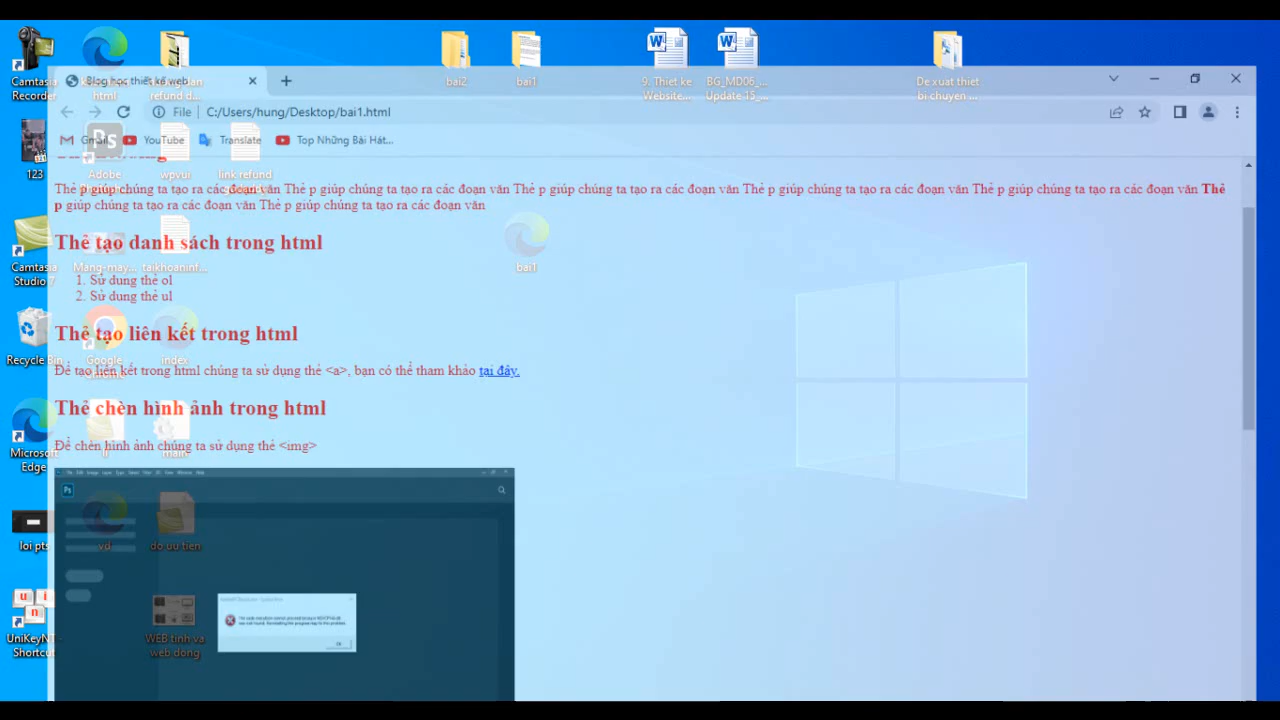 Camtasia
Recorder
html
refund d...
bai2
bai1
9. Thiet ke
Website...
BG_MD06_...
Update 15_...
De xuat thiet
bi chuyen ...
Blog học thiết kế web
File
C:/Users/hung/Desktop/bai1.html
Gmail
YouTube
Translate
Top Những Bài Hát...
123
Adobe
wpvui
link refund
Thẻ p giúp chúng ta tạo ra các đoạn văn Thẻ p giúp chúng ta tạo ra các đoạn văn Thẻ p giúp chúng ta tạo ra các đoạn văn Thẻ p giúp chúng ta tạo ra các đoạn văn Thẻ p giúp chúng ta tạo ra các đoạn văn Thẻ
p giúp chúng ta tạo ra các đoạn văn Thẻ p giúp chúng ta tạo ra các đoạn văn
Thẻ tạo danh sách trong html
Camtasia
Studio 7
Mang-may...
taikhoaninf...
bai1
1. Sử dung thẻ ol
2. Sử dung thẻ ul
Thẻ tạo liên kết trong html
Recycle Bin
Google
index
Để tạo liên kết trong html chúng ta sử dụng thẻ <a>, bạn có thể tham khảo tại đây.
Thẻ chèn hình ảnh trong html
Để chèn hình ảnh chúng ta sử dụng thẻ <img>
Microsoft
Edge
main
Ps
loi pts
vd
do uu tien
OK
UniKeyNT -
Shortcut
WEB tinh va
web dong